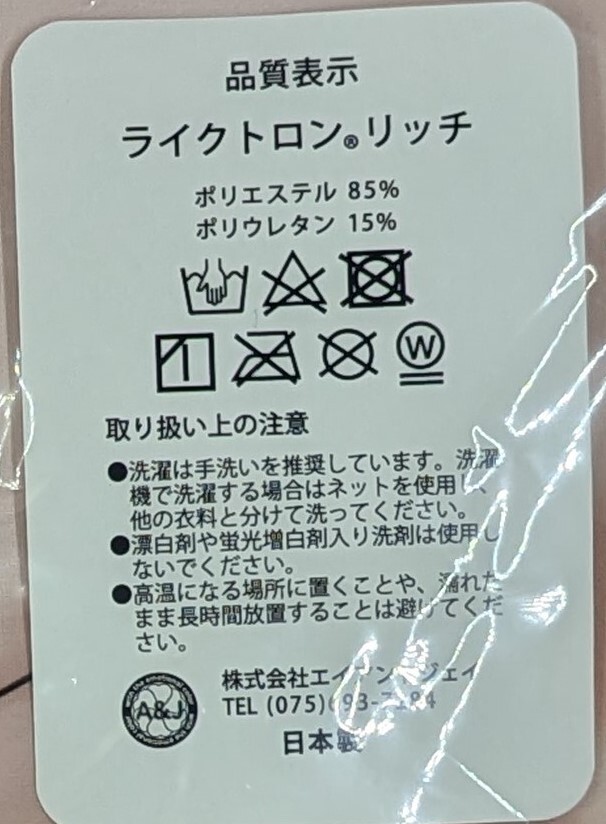 品質表示
ライクトロン®リッチ
ポリエステル 85%
ポリウレタン 15%
W
取り扱い上の注意
●洗濯は手洗いを推奨しています。洗濯
機で洗濯する場合はネットを使用し、
他の衣料と分けて洗ってください。
●漂白剤や蛍光増白剤入り洗剤は使用し
ないでください。
●高温になる場所に置くことや、濡れた
まま長時間放置することは避けてくだ
さい。
A&J
株式会社エイアンドジェイ
TEL (075)
日本製